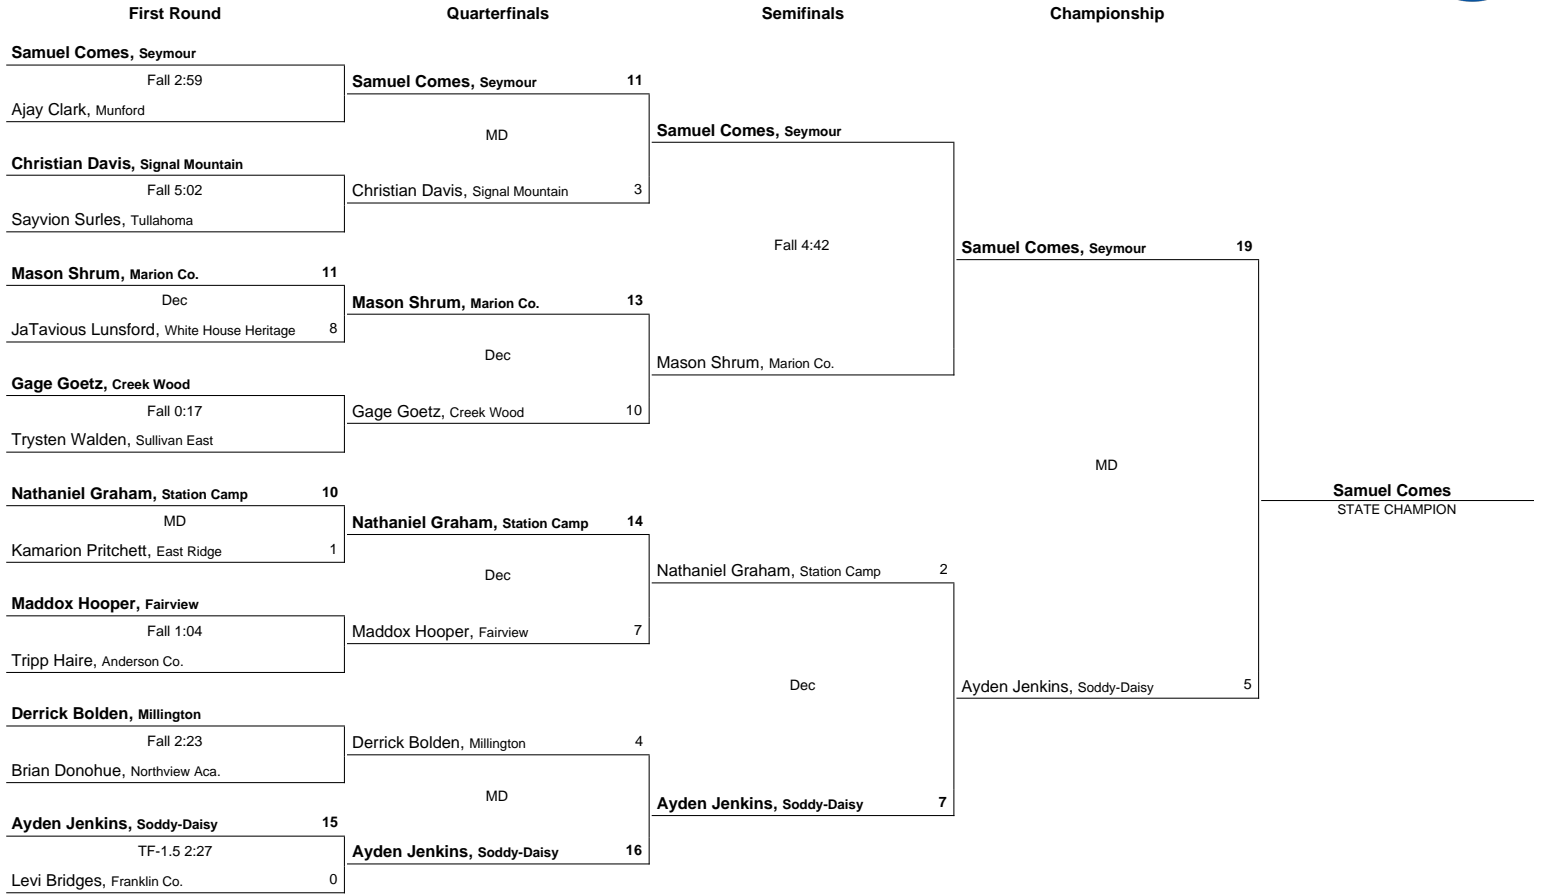 First Round
Quarterfinals
Semifinals
Championship
Samuel Comes, Seymour
Fall 2:59
Ajay Clark, Munford
Christian Davis, Signal Mountain
Fall 5:02
Sayvion Surles, Tullahoma
Mason Shrum, Marion Co. 11
Dec
JaTavious Lunsford, White House Heritage 8
Gage Goetz, Creek Wood
Fall 0:17
Trysten Walden, Sullivan East
Nathaniel Graham, Station Camp 10
MD
Kamarion Pritchett, East Ridge 1
Maddox Hooper, Fairview
Fall 1:04
Tripp Haire, Anderson Co.
Derrick Bolden, Millington
Fall 2:23
Brian Donohue, Northview Aca.
Ayden Jenkins, Soddy-Daisy 15
TF-1.5 2:27
Levi Bridges, Franklin Co. 0
Samuel Comes, Seymour 11
MD
Christian Davis, Signal Mountain 3
Mason Shrum, Marion Co. 13
Dec
Gage Goetz, Creek Wood 10
Nathaniel Graham, Station Camp 14
Dec
Maddox Hooper, Fairview 7
Derrick Bolden, Millington 4
MD
Ayden Jenkins, Soddy-Daisy 16
Samuel Comes, Seymour
Fall 4:42
Mason Shrum, Marion Co.
Nathaniel Graham, Station Camp 2
Dec
Ayden Jenkins, Soddy-Daisy 7
Samuel Comes, Seymour 19
MD
Ayden Jenkins, Soddy-Daisy 5
Samuel Comes
STATE CHAMPION